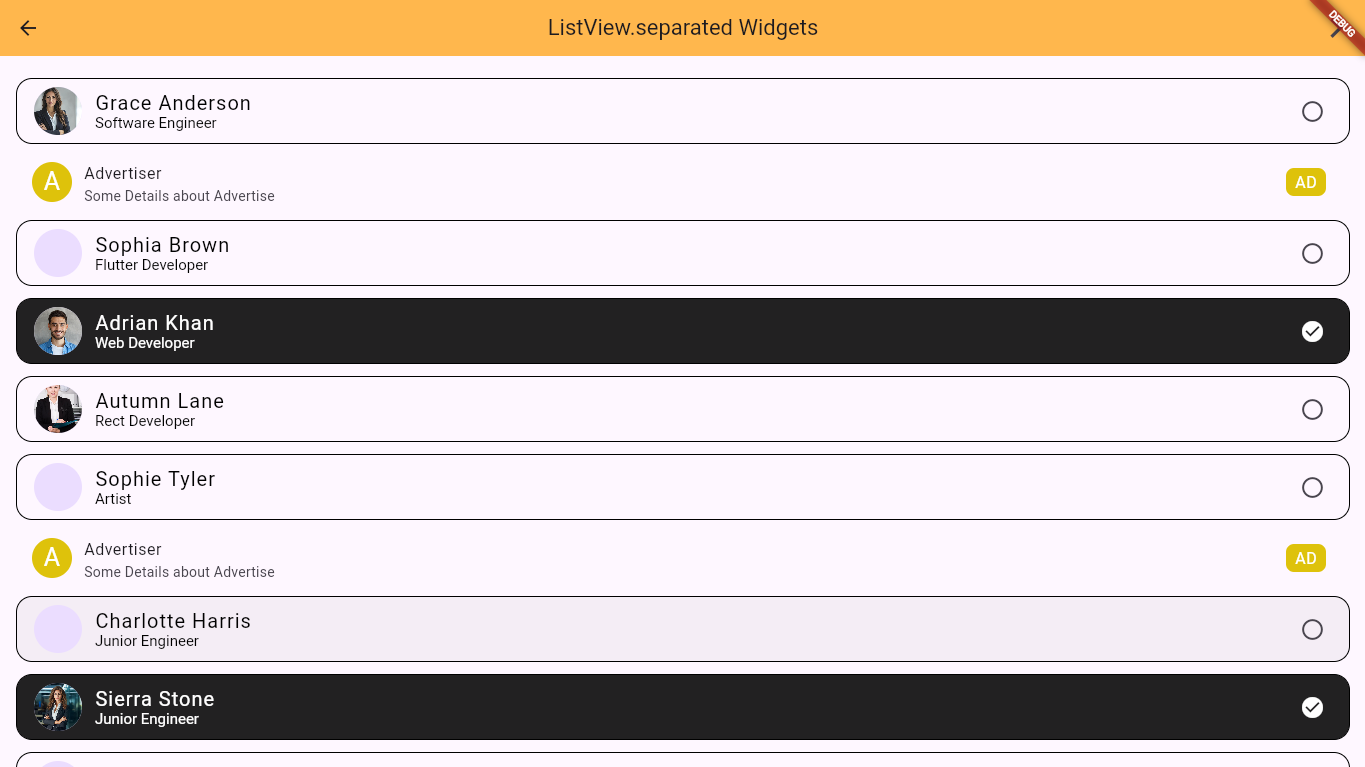 ListView.separated Widgets
DEBUG
Grace Anderson
Software Engineer
A
Advertiser
Some Details about Advertise
AD
Sophia Brown
Flutter Developer
Adrian Khan
Web Developer
Autumn Lane
Rect Developer
Sophie Tyler
Artist
A
Advertiser
Some Details about Advertise
AD
Charlotte Harris
Junior Engineer
Sierra Stone
Junior Engineer